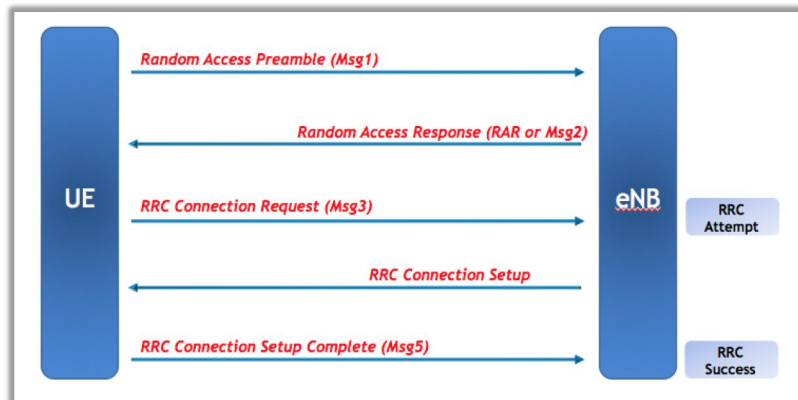 Random Access Preamble (Msg1)
Random Access Response (RAR or Msg2)
UE
RRC Connection Request (Msg3)
eNB
RRC
Attempt
RRC Connection Setup
RRC Connection Setup Complete (Msg5)
RRC
Success